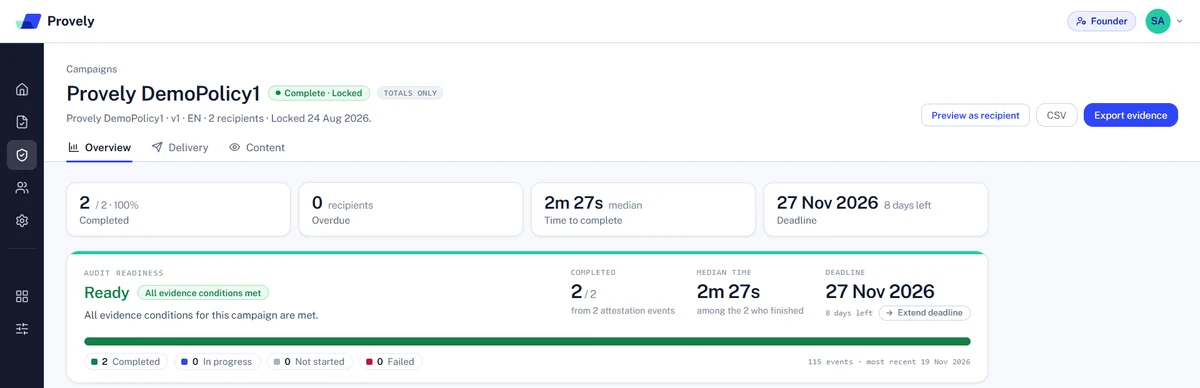 Provely
Founder
SA
Campaigns
Provely DemoPolicy1 Complete · Locked TOTALS ONLY
Provely DemoPolicy1 · v1 · EN · 2 recipients · Locked 24 Aug 2026.
Preview as recipient CSV Export evidence
Overview Delivery Content
2 / 2 · 100%
Completed
0 recipients
Overdue
2m 27s median
Time to complete
27 Nov 2026 8 days left
Deadline
AUDIT READINESS
Ready All evidence conditions met
All evidence conditions for this campaign are met.
COMPLETED
2 / 2
from 2 attestation events
MEDIAN TIME
2m 27s
among the 2 who finished
DEADLINE
27 Nov 2026
8 days left → Extend deadline
2 Completed 0 In progress 0 Not started 0 Failed
115 events · most recent 19 Nov 2026